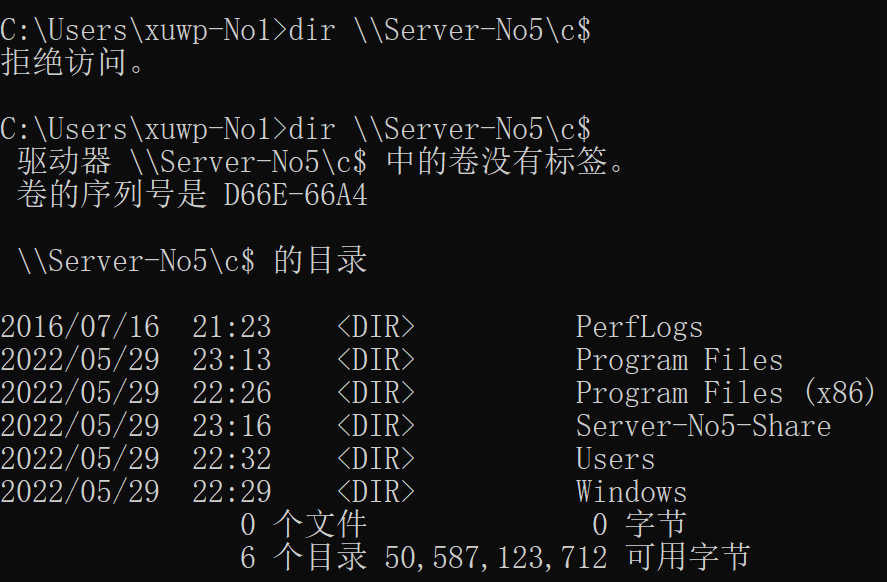 C:\Users\xuwp-No1>dir \\Server-No5\c$
拒绝访问。
C:\Users\xuwp-No1>dir \\Server-No5\c$
驱动器 \\Server-No5\c$ 中的卷没有标签。
卷的序列号是 D66E-66A4
\\Server-No5\c$ 的目录
2016/07/16  21:23    <DIR>          PerfLogs
2022/05/29  23:13    <DIR>          Program Files
2022/05/29  22:26    <DIR>          Program Files (x86)
2022/05/29  23:16    <DIR>          Server-No5-Share
2022/05/29  22:32    <DIR>          Users
2022/05/29  22:29    <DIR>          Windows
0 个文件              0 字节
6 个目录 50,587,123,712 可用字节